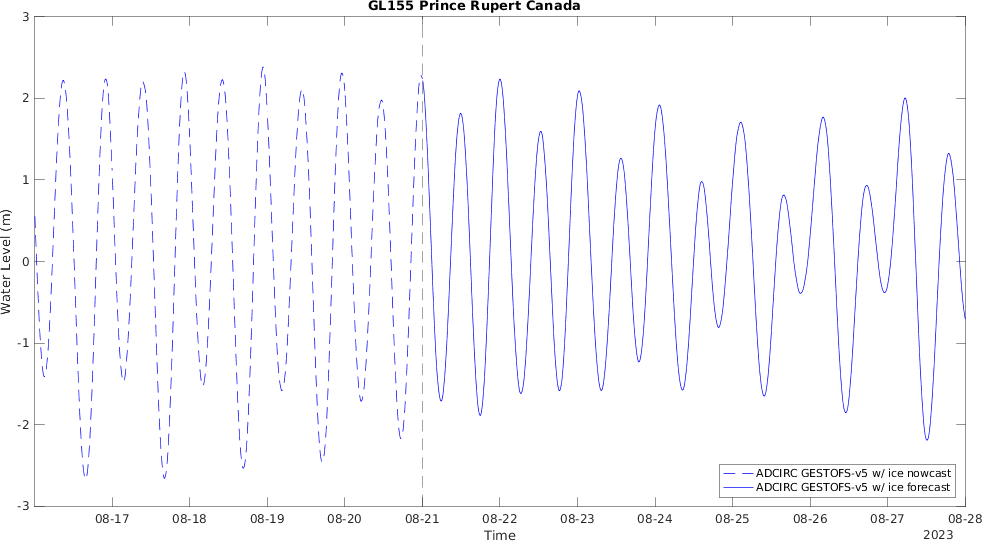 GL155 Prince Rupert Canada
3
2
1
0
-1
-2
-3
Water Level (m)
ADCIRC GESTOFS-v5 w/ ice nowcast
ADCIRC GESTOFS-v5 w/ ice forecast
08-17 08-18 08-19 08-20 08-21 08-22 08-23 08-24 08-25 08-26 08-27 08-28
Time
2023